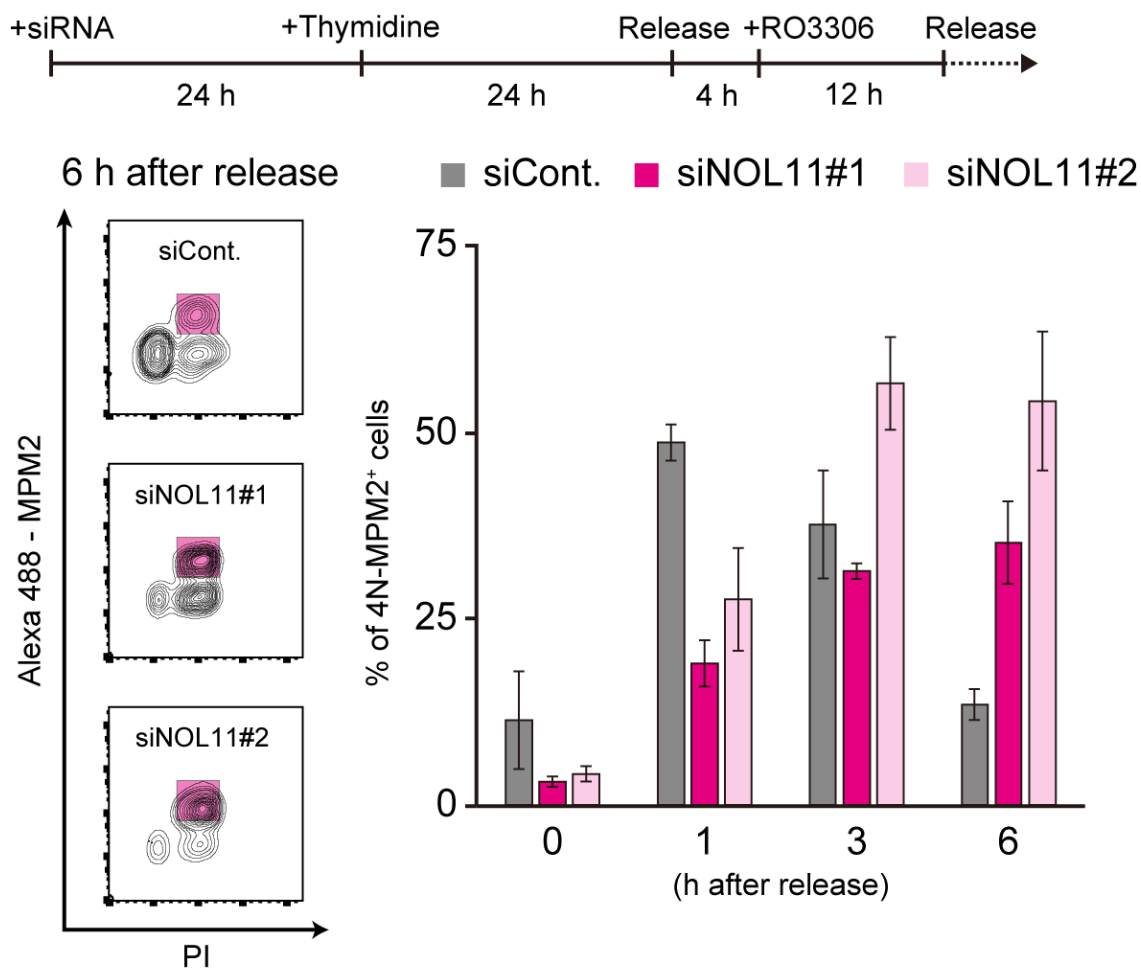 +siRNA +Thymidine Release +RO3306 Release
24 h 24 h 4 h 12 h
6 h after release
siCont. siNOL11#1 siNOL11#2
siCont.
siNOL11#1
siNOL11#2
Alexa 488 - MPM2
PI
% of 4N-MPM2⁺ cells
75
50
25
0
0 1 3 6
(h after release)